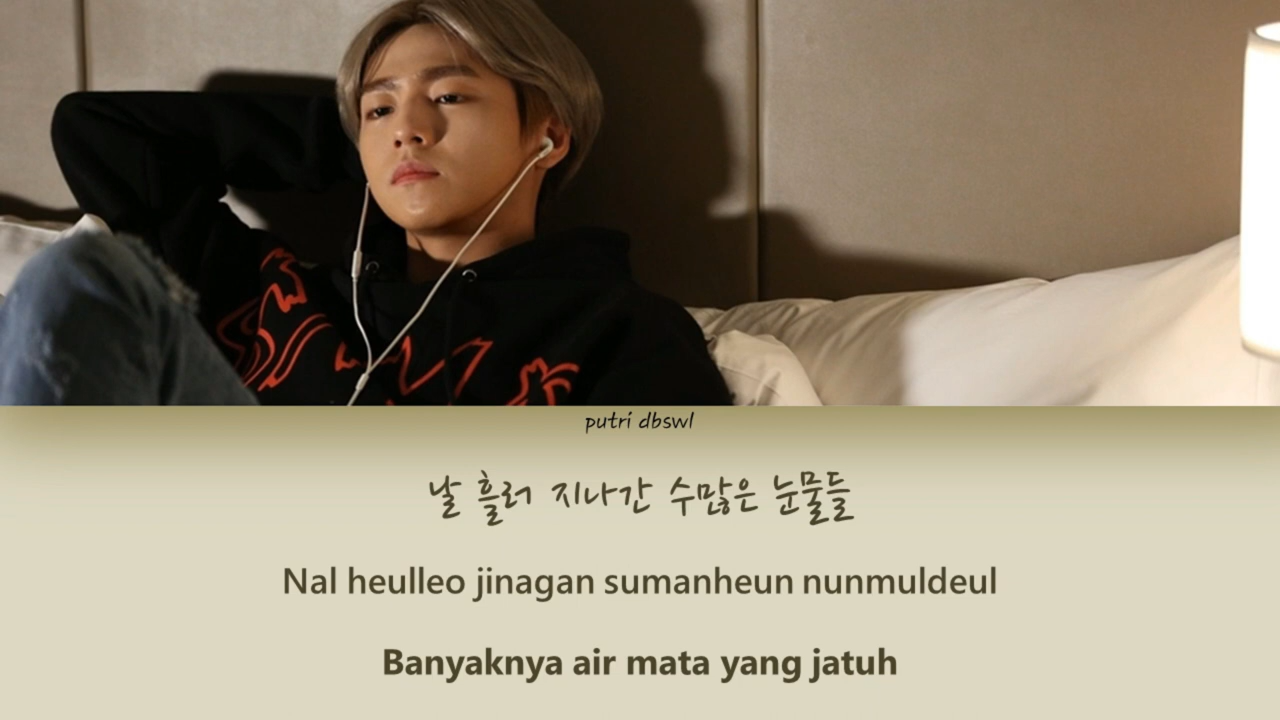 putri dbswl
날 흘러 지나간 수많은 눈물들
Nal heulleo jinagan sumanheun nunmuldeul
Banyaknya air mata yang jatuh